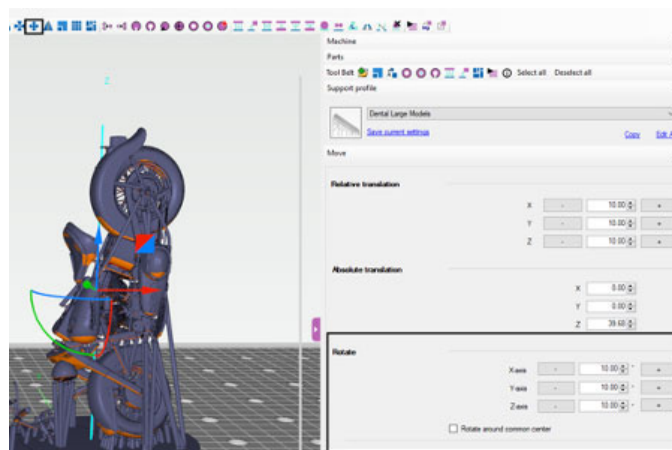 Machine
Parts
Tool Belt Select all Deselect all
Support profile
Dental Large Models
Save current settings Copy Edit A
Move
Relative translation
X - 10.00 +
Y - 10.00 +
Z - 10.00 +
Absolute translation
X 0.00
Y 0.00
Z 39.68
Rotate
X-axis - 10.00 ° +
Y-axis - 10.00 ° +
Z-axis - 10.00 ° +
Rotate around common center
Z